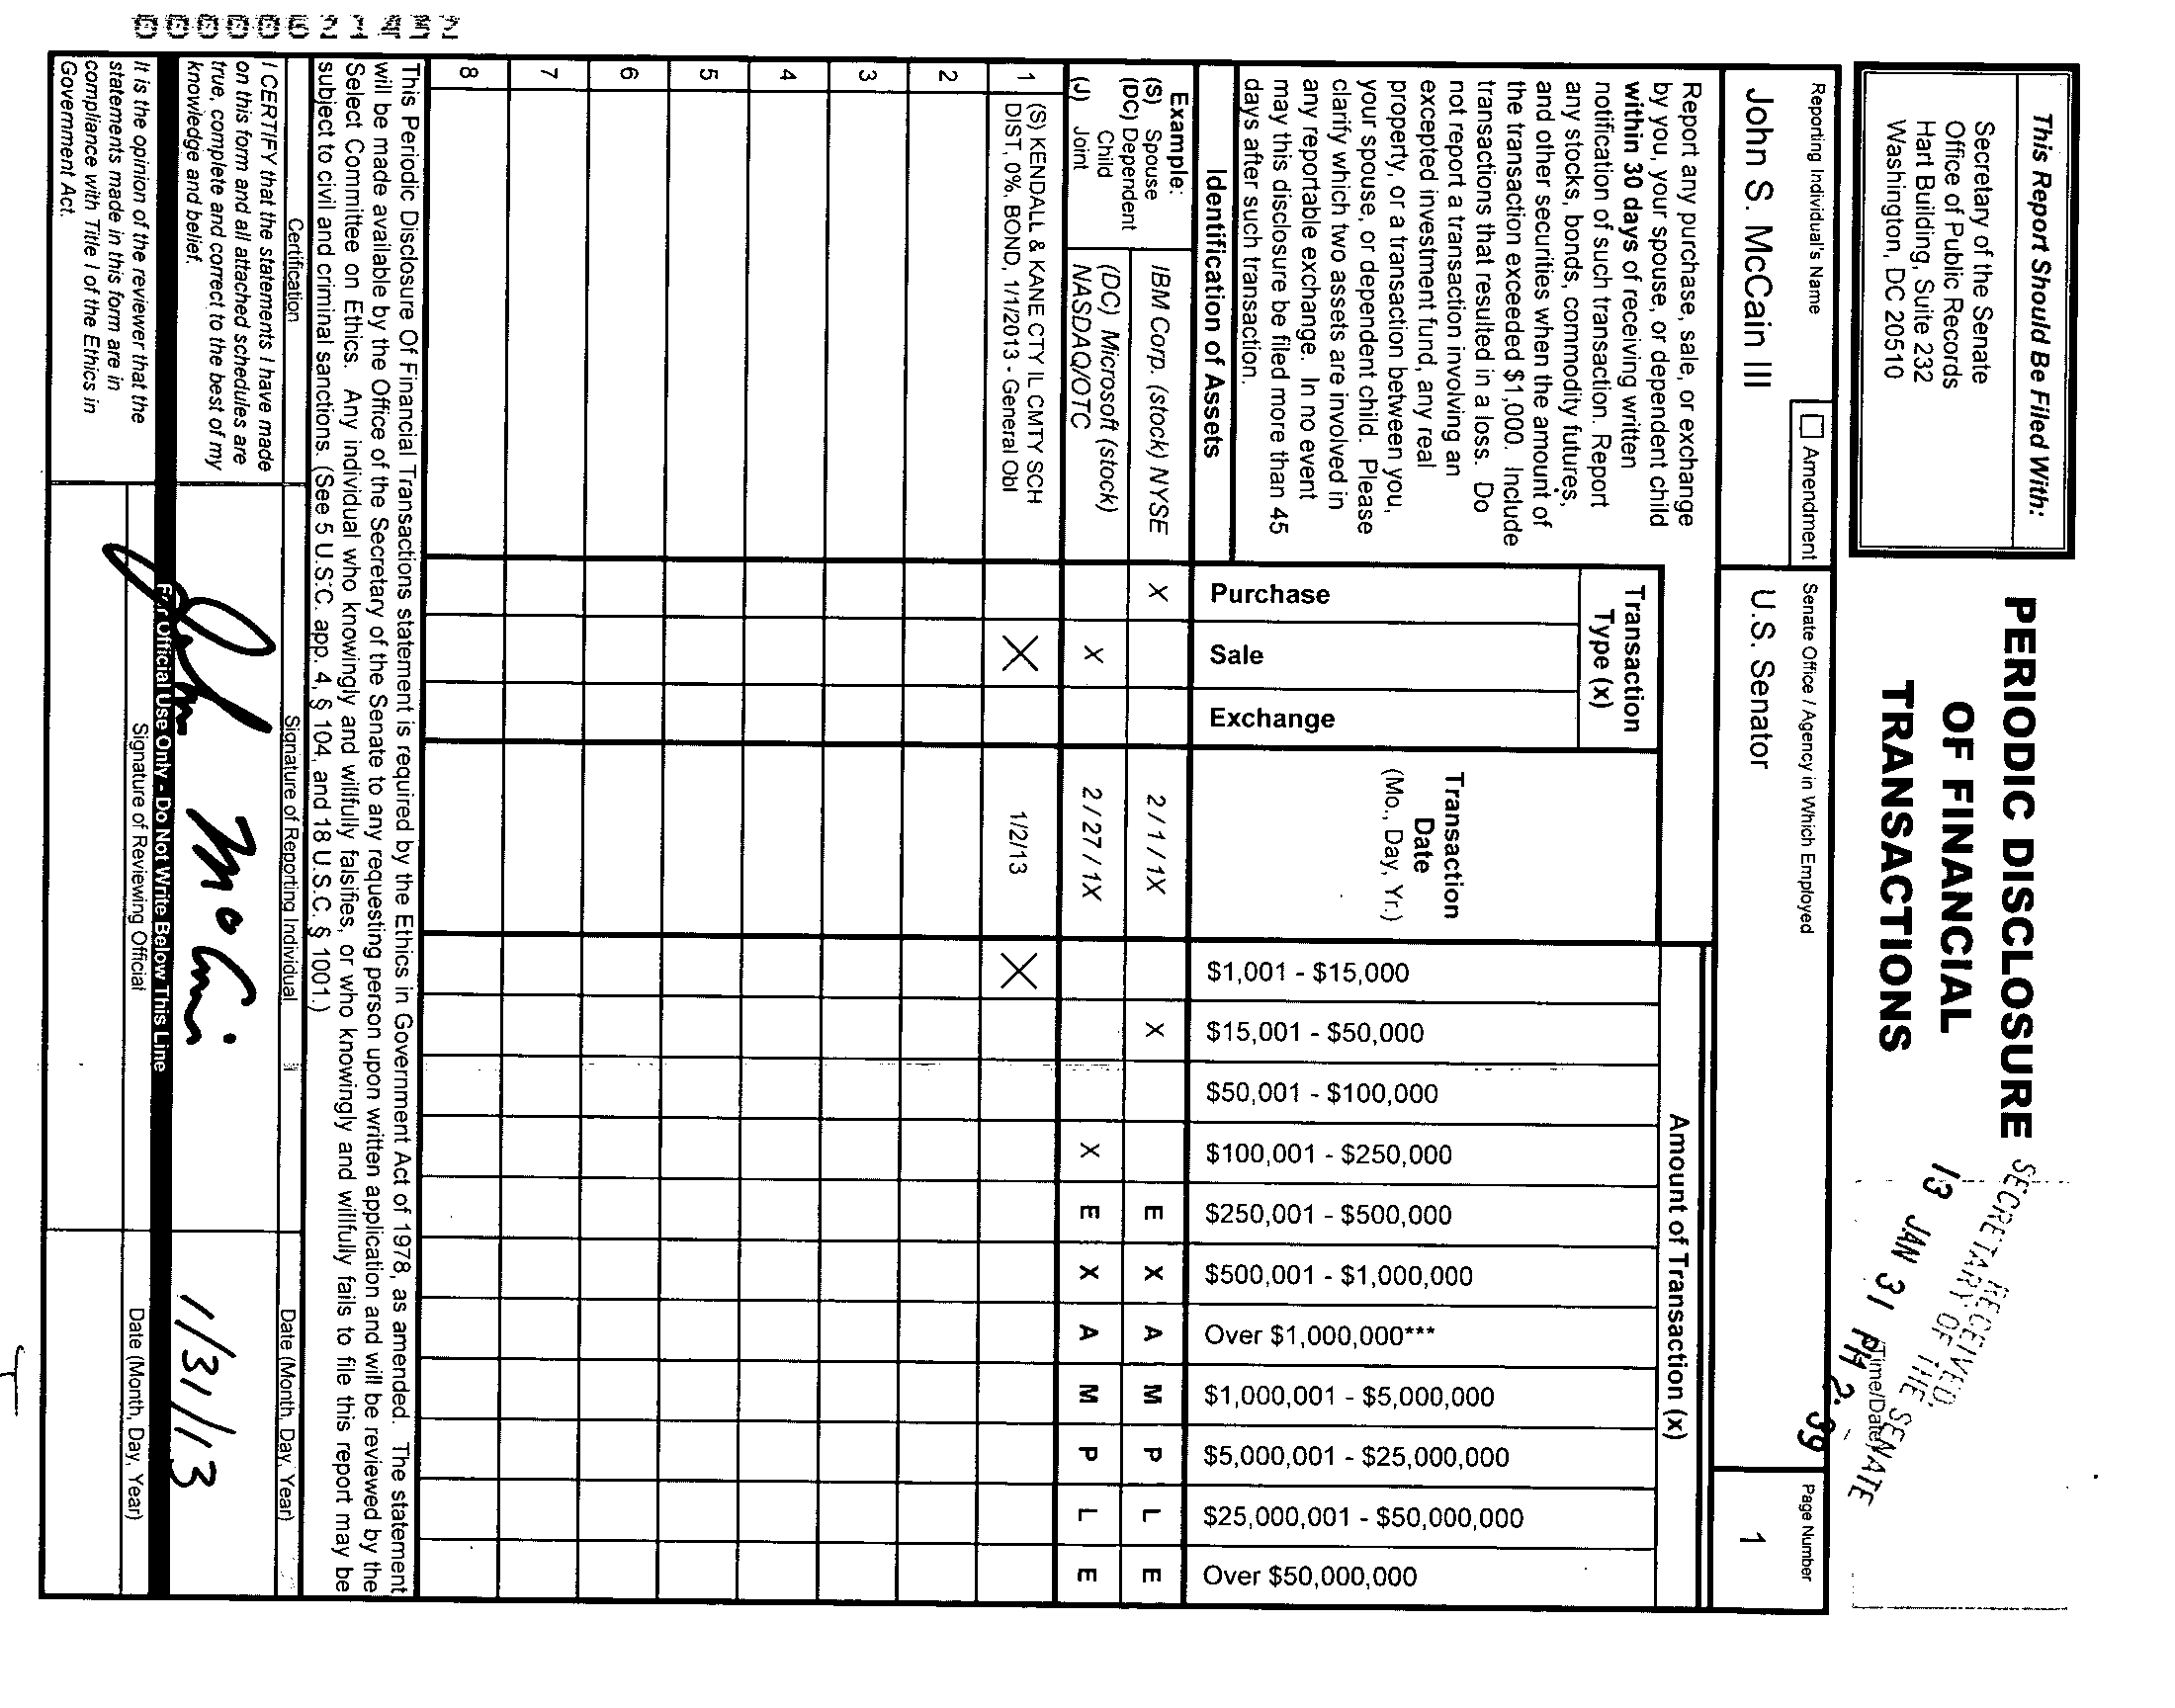 This Report Should Be Filed With:
Secretary of the Senate
Office of Public Records
Hart Building, Suite 232
Washington, DC 20510
PERIODIC DISCLOSURE
OF FINANCIAL
TRANSACTIONS
RECEIVED
SECRETARY OF THE SENATE
13 JAN 31 PM 2:39
Time/Date
Reporting Individual's Name
John S. McCain III
☐ Amendment
Senate Office / Agency in Which Employed
U.S. Senator
Page Number
1
Report any purchase, sale, or exchange
by you, your spouse, or dependent child
within 30 days of receiving written
notification of such transaction. Report
any stocks, bonds, commodity futures,
and other securities when the amount of
the transaction exceeded $1,000. Include
transactions that resulted in a loss. Do
not report a transaction involving an
excepted investment fund, any real
property, or a transaction between you,
your spouse, or dependent child. Please
clarify which two assets are involved in
any reportable exchange. In no event
may this disclosure be filed more than 45
days after such transaction.
Identification of Assets
Transaction
Type (x)
Purchase
Sale
Exchange
Transaction
Date
(Mo., Day, Yr.)
Amount of Transaction (x)
$1,001 - $15,000
$15,001 - $50,000
$50,001 - $100,000
$100,001 - $250,000
$250,001 - $500,000
$500,001 - $1,000,000
Over $1,000,000***
$1,000,001 - $5,000,000
$5,000,001 - $25,000,000
$25,000,001 - $50,000,000
Over $50,000,000
Example:
(S) Spouse
(DC) Dependent
Child
(J) Joint
IBM Corp. (stock) NYSE X 2 / 1 / 1X X E X A M P L E
(DC) Microsoft (stock)
NASDAQ/OTC X 2 / 27 / 1X X E X A M P L E
1 (S) KENDALL & KANE CTY IL CMTY SCH
DIST, 0%, BOND, 1/1/2013 - General Obl X 1/2/13 X
2
3
4
5
6
7
8
This Periodic Disclosure Of Financial Transactions statement is required by the Ethics in Government Act of 1978, as amended. The statement
will be made available by the Office of the Secretary of the Senate to any requesting person upon written application and will be reviewed by the
Select Committee on Ethics. Any individual who knowingly and willfully falsifies, or who knowingly and willfully fails to file this report may be
subject to civil and criminal sanctions. (See 5 U.S.C. app. 4, § 104, and 18 U.S.C. § 1001.)
Certification
Signature of Reporting Individual
Date (Month, Day, Year)
I CERTIFY that the statements I have made
on this form and all attached schedules are
true, complete and correct to the best of my
knowledge and belief.
John McCain
1/31/13
For Official Use Only - Do Not Write Below This Line
It is the opinion of the reviewer that the
statements made in this form are in
compliance with Title I of the Ethics in
Government Act.
Signature of Reviewing Official
Date (Month, Day, Year)
00000621452